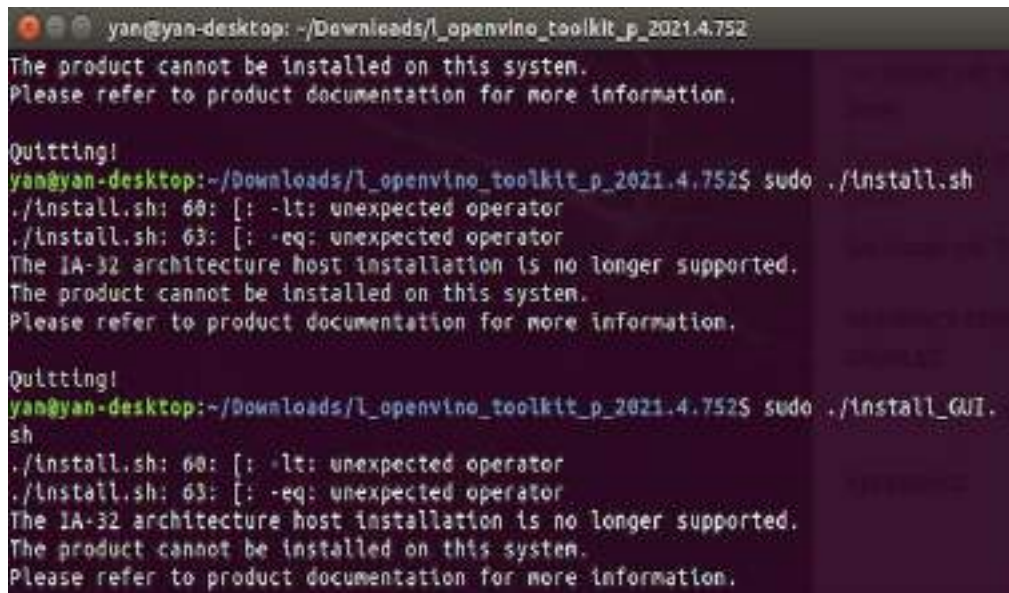 yan@yan-desktop: ~/Downloads/l_openvino_toolkit_p_2021.4.752
The product cannot be installed on this system.
Please refer to product documentation for more information.
Quitting!
yan@yan-desktop:~/Downloads/l_openvino_toolkit_p_2021.4.752$ sudo ./install.sh
./install.sh: 60: [: -lt: unexpected operator
./install.sh: 63: [: -eq: unexpected operator
The IA-32 architecture host installation is no longer supported.
The product cannot be installed on this system.
Please refer to product documentation for more information.
Quitting!
yan@yan-desktop:~/Downloads/l_openvino_toolkit_p_2021.4.752$ sudo ./install_GUI.
sh
./install.sh: 60: [: -lt: unexpected operator
./install.sh: 63: [: -eq: unexpected operator
The IA-32 architecture host installation is no longer supported.
The product cannot be installed on this system.
Please refer to product documentation for more information.